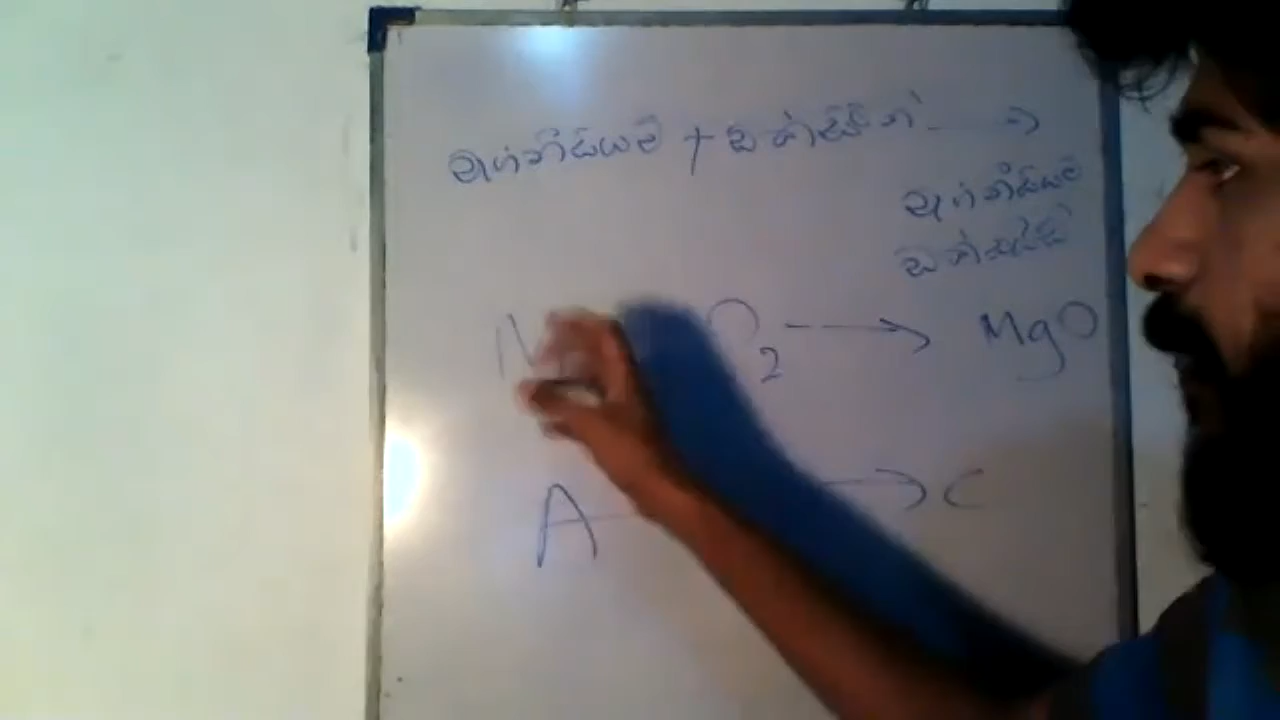 මැග්නීසියම් + ඔක්සිජන් →
මැග්නීසියම්
ඔක්සයිඩ්
O₂ → MgO
A → C